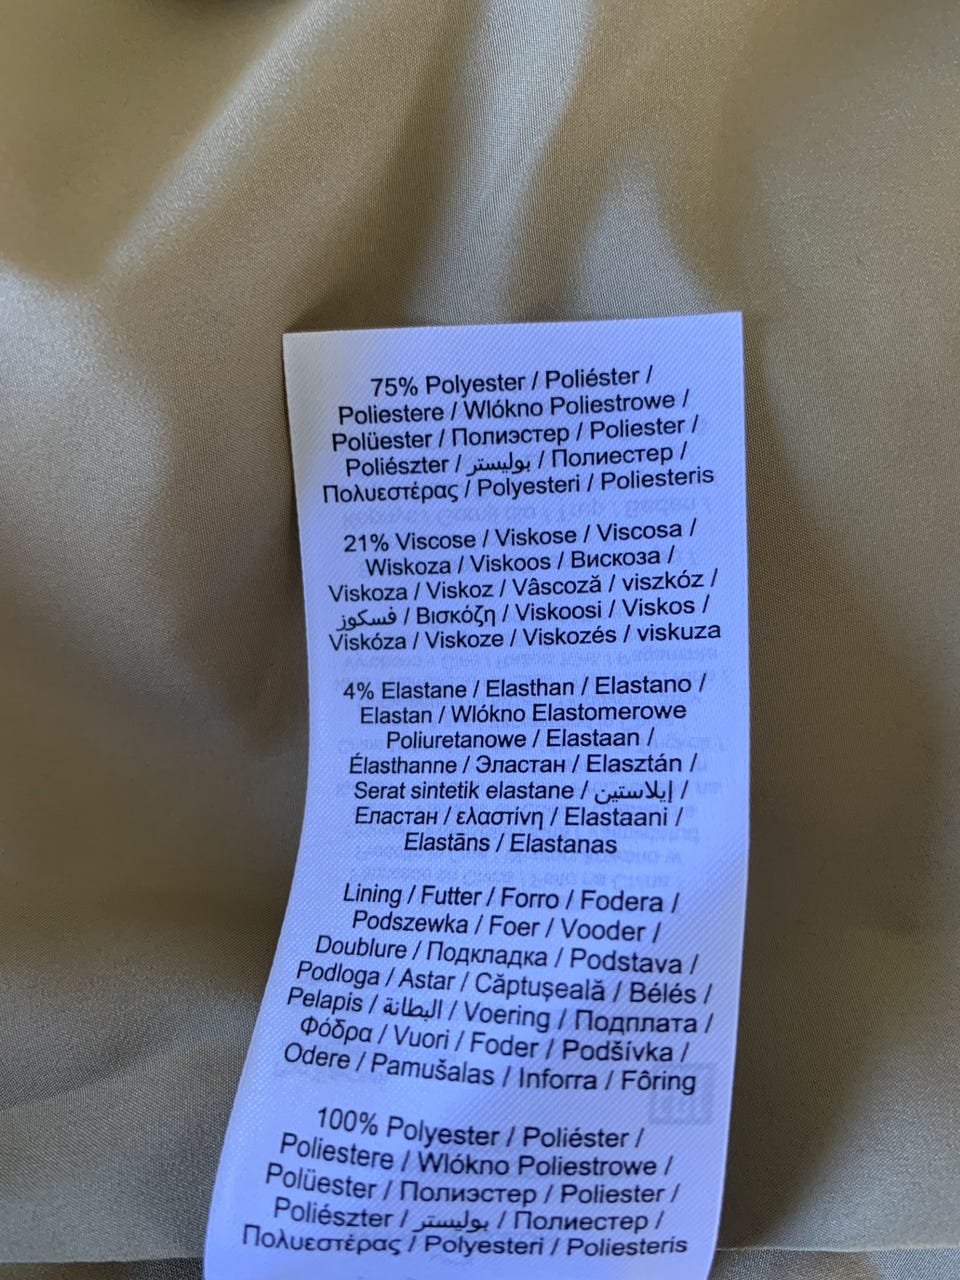 75% Polyester / Poliéster /
Poliestere / Wlókno Poliestrowe /
Polüester / Полиэстер / Poliester /
Poliészter / بوليستر / Полиестер /
Πολυεστέρας / Polyesteri / Poliesteris
21% Viscose / Viskose / Viscosa /
Wiskoza / Viskoos / Вискоза /
Viskoza / Viskoz / Vâscoză / viszkóz /
فسكوز / Βισκόζη / Viskoosi / Viskos /
Viskóza / Viskoze / Viskozés / viskuza
4% Elastane / Elasthan / Elastano /
Elastan / Wlókno Elastomerowe
Poliuretanowe / Elastaan /
Élasthanne / Эластан / Elasztán /
Serat sintetik elastane / إيلاستين /
Еластан / ελαστίνη / Elastaani /
Elastāns / Elastanas
Lining / Futter / Forro / Fodera /
Podszewka / Foer / Vooder /
Doublure / Подкладка / Podstava /
Podloga / Astar / Căptușeală / Bélés /
Pelapis / البطانة / Voering / Подплата /
Φόδρα / Vuori / Foder / Podšívka /
Odere / Pamušalas / Inforra / Fôring
100% Polyester / Poliéster /
Poliestere / Wlókno Poliestrowe /
Polüester / Полиэстер / Poliester /
Poliészter / بوليستر / Полиестер /
Πολυεστέρας / Polyesteri / Poliesteris